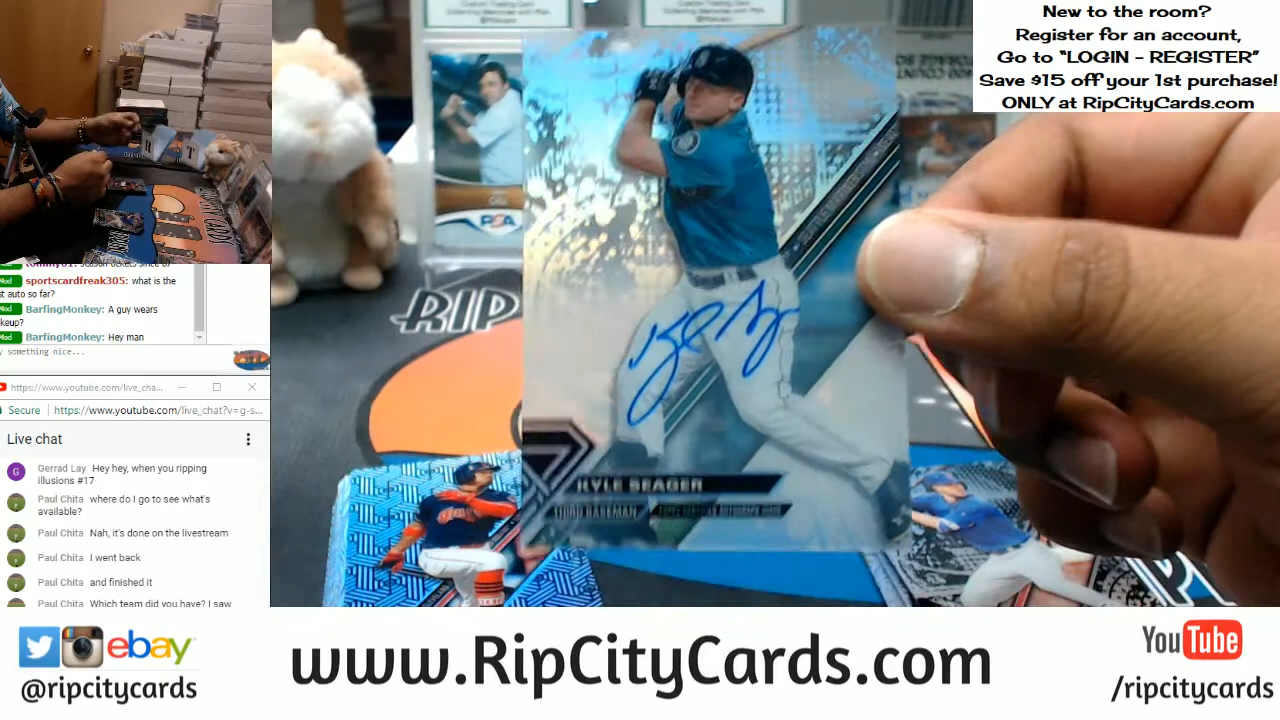 New to the room?
Register for an account,
Go to “LOGIN - REGISTER”
Save $15 off your 1st purchase!
ONLY at RipCityCards.com
PSA
RIP
KYLE SEAGER
THIRD BASEMAN
sportscardfreak305: what is the
st auto so far?
Mod BarfingMonkey: A guy wears
keup?
Mod BarfingMonkey: Hey man
y something nice...
https://www.youtube.com/live_cha...
Secure https://www.youtube.com/live_chat?v=g-s...
Live chat
G Gerrad Lay Hey hey, when you ripping
illusions #17
Paul Chita where do I go to see what's
available?
Paul Chita Nah, it's done on the livestream
Paul Chita I went back
Paul Chita and finished it
Paul Chita Which team did you have? I saw
ebay
@ripcitycards
www.RipCityCards.com
YouTube
/ripcitycards